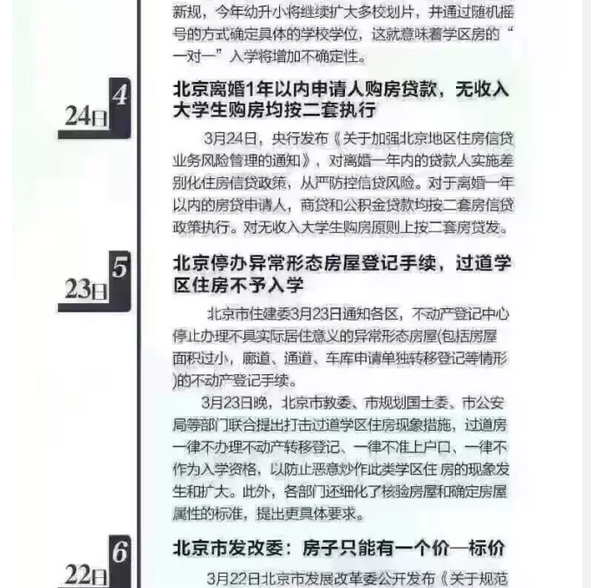 新规，今年幼升小将继续扩大多校划片，并通过随机摇
号的方式确定具体的学校学位，这就意味着学区房的“
一对一”入学将增加不确定性。
4
24日
北京离婚1年以内申请人购房贷款，无收入
大学生购房均按二套执行
3月24日，央行发布《关于加强北京地区住房信贷
业务风险管理的通知》，对离婚一年内的贷款人实施差
别化住房信贷政策，从严防控信贷风险。对于离婚一年
以内的房贷申请人，商贷和公积金贷款均按二套房信贷
政策执行。对无收入大学生购房原则上按二套房贷发。
5
23日
北京停办异常形态房屋登记手续，过道学
区住房不予入学
北京市住建委3月23日通知各区，不动产登记中心
停止办理不具实际居住意义的异常形态房屋(包括房屋
面积过小，廊道、通道、车库申请单独转移登记等情形
)的不动产登记手续。
3月23日晚，北京市教委、市规划国土委、市公安
局等部门联合提出打击过道学区住房现象措施，过道房
一律不办理不动产转移登记、一律不准上户口、一律不
作为入学资格，以防止恶意炒作此类学区住 房的现象发
生和扩大。此外，各部门还细化了核验房屋和确定房屋
属性的标准，提出更具体要求。
6
22日
北京市发改委：房子只能有一个价—标价
3月22日北京市发展改革委公开发布《关于规范